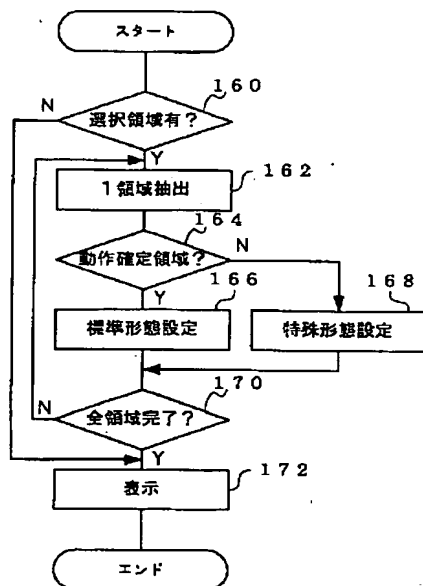 スタート
N
160
選択領域有?
Y
162
1領域抽出
164
動作確定領域?
N
Y
166
168
標準形態設定
特殊形態設定
170
N
全領域完了?
Y
172
表示
エンド